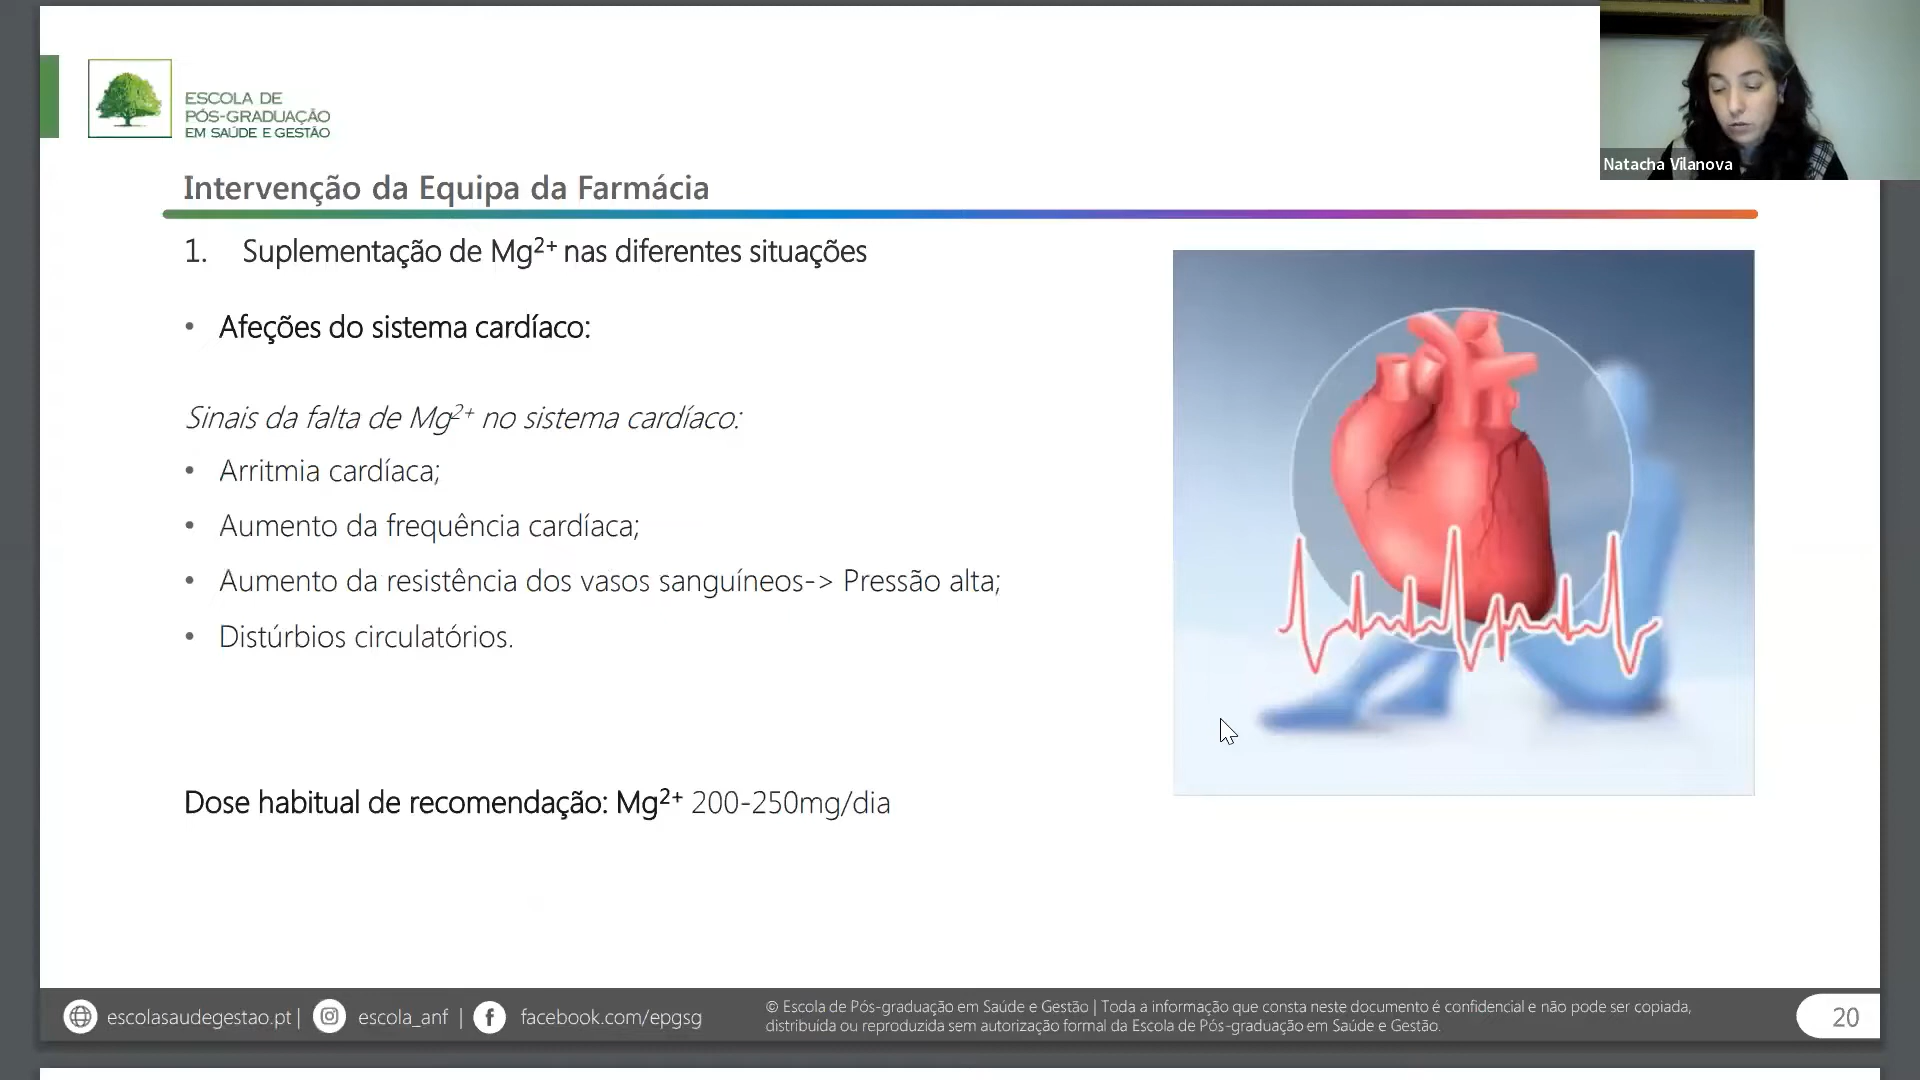 ESCOLA DE
PÓS-GRADUAÇÃO
EM SAÚDE E GESTÃO
Natacha Vilanova
Intervenção da Equipa da Farmácia
1. Suplementação de Mg²⁺ nas diferentes situações
• Afeções do sistema cardíaco:
Sinais da falta de Mg²⁺ no sistema cardíaco:
• Arritmia cardíaca;
• Aumento da frequência cardíaca;
• Aumento da resistência dos vasos sanguíneos-> Pressão alta;
• Distúrbios circulatórios.
Dose habitual de recomendação: Mg²⁺ 200-250mg/dia
escolasaudegestao.pt | escola_anf | facebook.com/epgsg
© Escola de Pós-graduação em Saúde e Gestão | Toda a informação que consta neste documento é confidencial e não pode ser copiada,
distribuída ou reproduzida sem autorização formal da Escola de Pós-graduação em Saúde e Gestão.
20